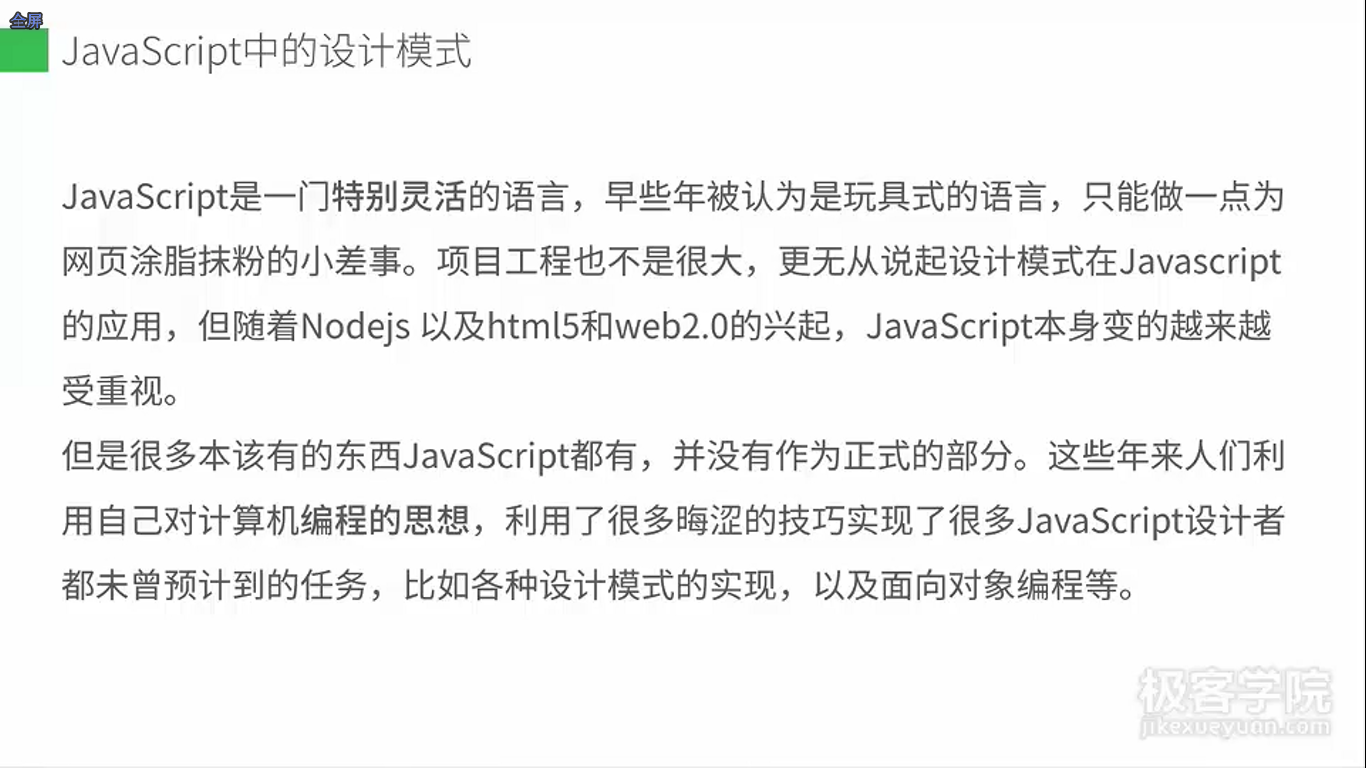 全屏
JavaScript中的设计模式
JavaScript是一门特别灵活的语言，早些年被认为是玩具式的语言，只能做一点为
网页涂脂抹粉的小差事。项目工程也不是很大，更无从说起设计模式在Javascript
的应用，但随着Nodejs 以及html5和web2.0的兴起，JavaScript本身变的越来越
受重视。
但是很多本该有的东西JavaScript都有，并没有作为正式的部分。这些年来人们利
用自己对计算机编程的思想，利用了很多晦涩的技巧实现了很多JavaScript设计者
都未曾预计到的任务，比如各种设计模式的实现，以及面向对象编程等。
极客学院
jikexueyuan.com